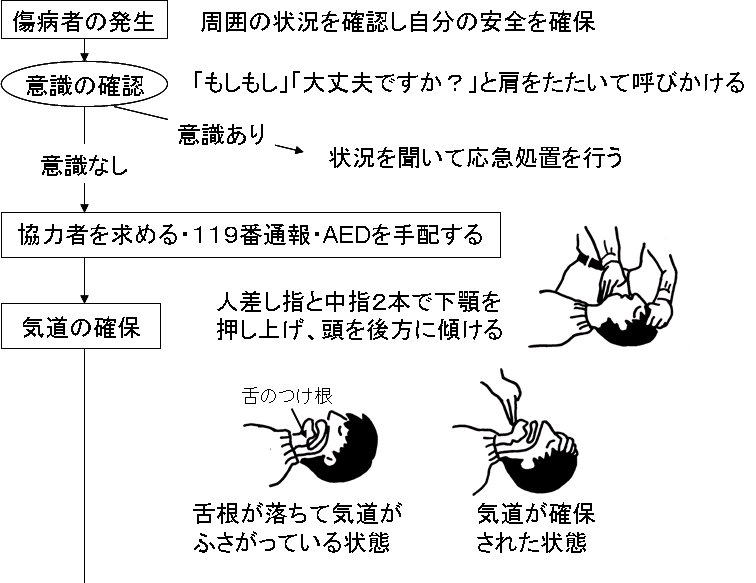 傷病者の発生
周囲の状況を確認し自分の安全を確保
意識の確認
「もしもし」「大丈夫ですか？」と肩をたたいて呼びかける
意識あり
意識なし
状況を聞いて応急処置を行う
協力者を求める・119番通報・AEDを手配する
人差し指と中指２本で下顎を
押し上げ、頭を後方に傾ける
気道の確保
舌のつけ根
舌根が落ちて気道が
ふさがっている状態
気道が確保
された状態